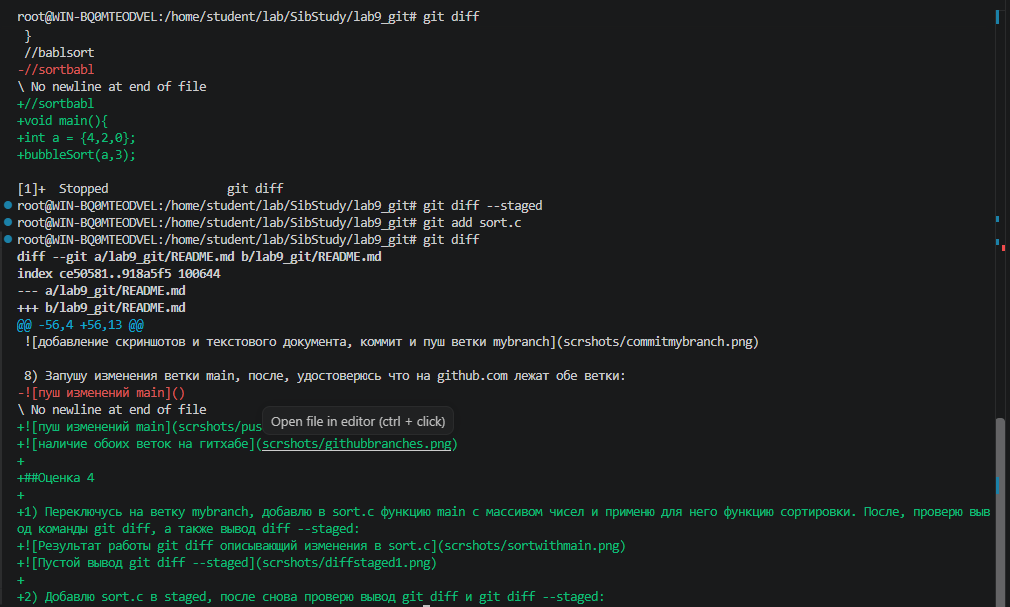 root@WIN-BQ0MTEODVEL:/home/student/lab/SibStudy/lab9_git# git diff
}
//bablsort
-//sortbabl
\ No newline at end of file
+//sortbabl
+void main(){
+int a = {4,2,0};
+bubbleSort(a,3);
[1]+  Stopped                 git diff
root@WIN-BQ0MTEODVEL:/home/student/lab/SibStudy/lab9_git# git diff --staged
root@WIN-BQ0MTEODVEL:/home/student/lab/SibStudy/lab9_git# git add sort.c
root@WIN-BQ0MTEODVEL:/home/student/lab/SibStudy/lab9_git# git diff
diff --git a/lab9_git/README.md b/lab9_git/README.md
index ce50581..918a5f5 100644
--- a/lab9_git/README.md
+++ b/lab9_git/README.md
@@ -56,4 +56,13 @@
![добавление скриншотов и текстового документа, коммит и пуш ветки mybranch](scrshots/commitmybranch.png)
8) Запушу изменения ветки main, после, удостоверюсь что на github.com лежат обе ветки:
-![пуш изменений main]()
\ No newline at end of file
+![пуш изменений main](scrshots/pus
Open file in editor (ctrl + click)
+![наличие обоих веток на гитхабе](scrshots/githubbranches.png)
+
+##Оценка 4
+
+1) Переключусь на ветку mybranch, добавлю в sort.c функцию main с массивом чисел и применю для него функцию сортировки. После, проверю выв
од команды git diff, а также вывод diff --staged:
+![Результат работы git diff описывающий изменения в sort.c](scrshots/sortwithmain.png)
+![Пустой вывод git diff --staged](scrshots/diffstaged1.png)
+
+2) Добавлю sort.c в staged, после снова проверю вывод git diff и git diff --staged: